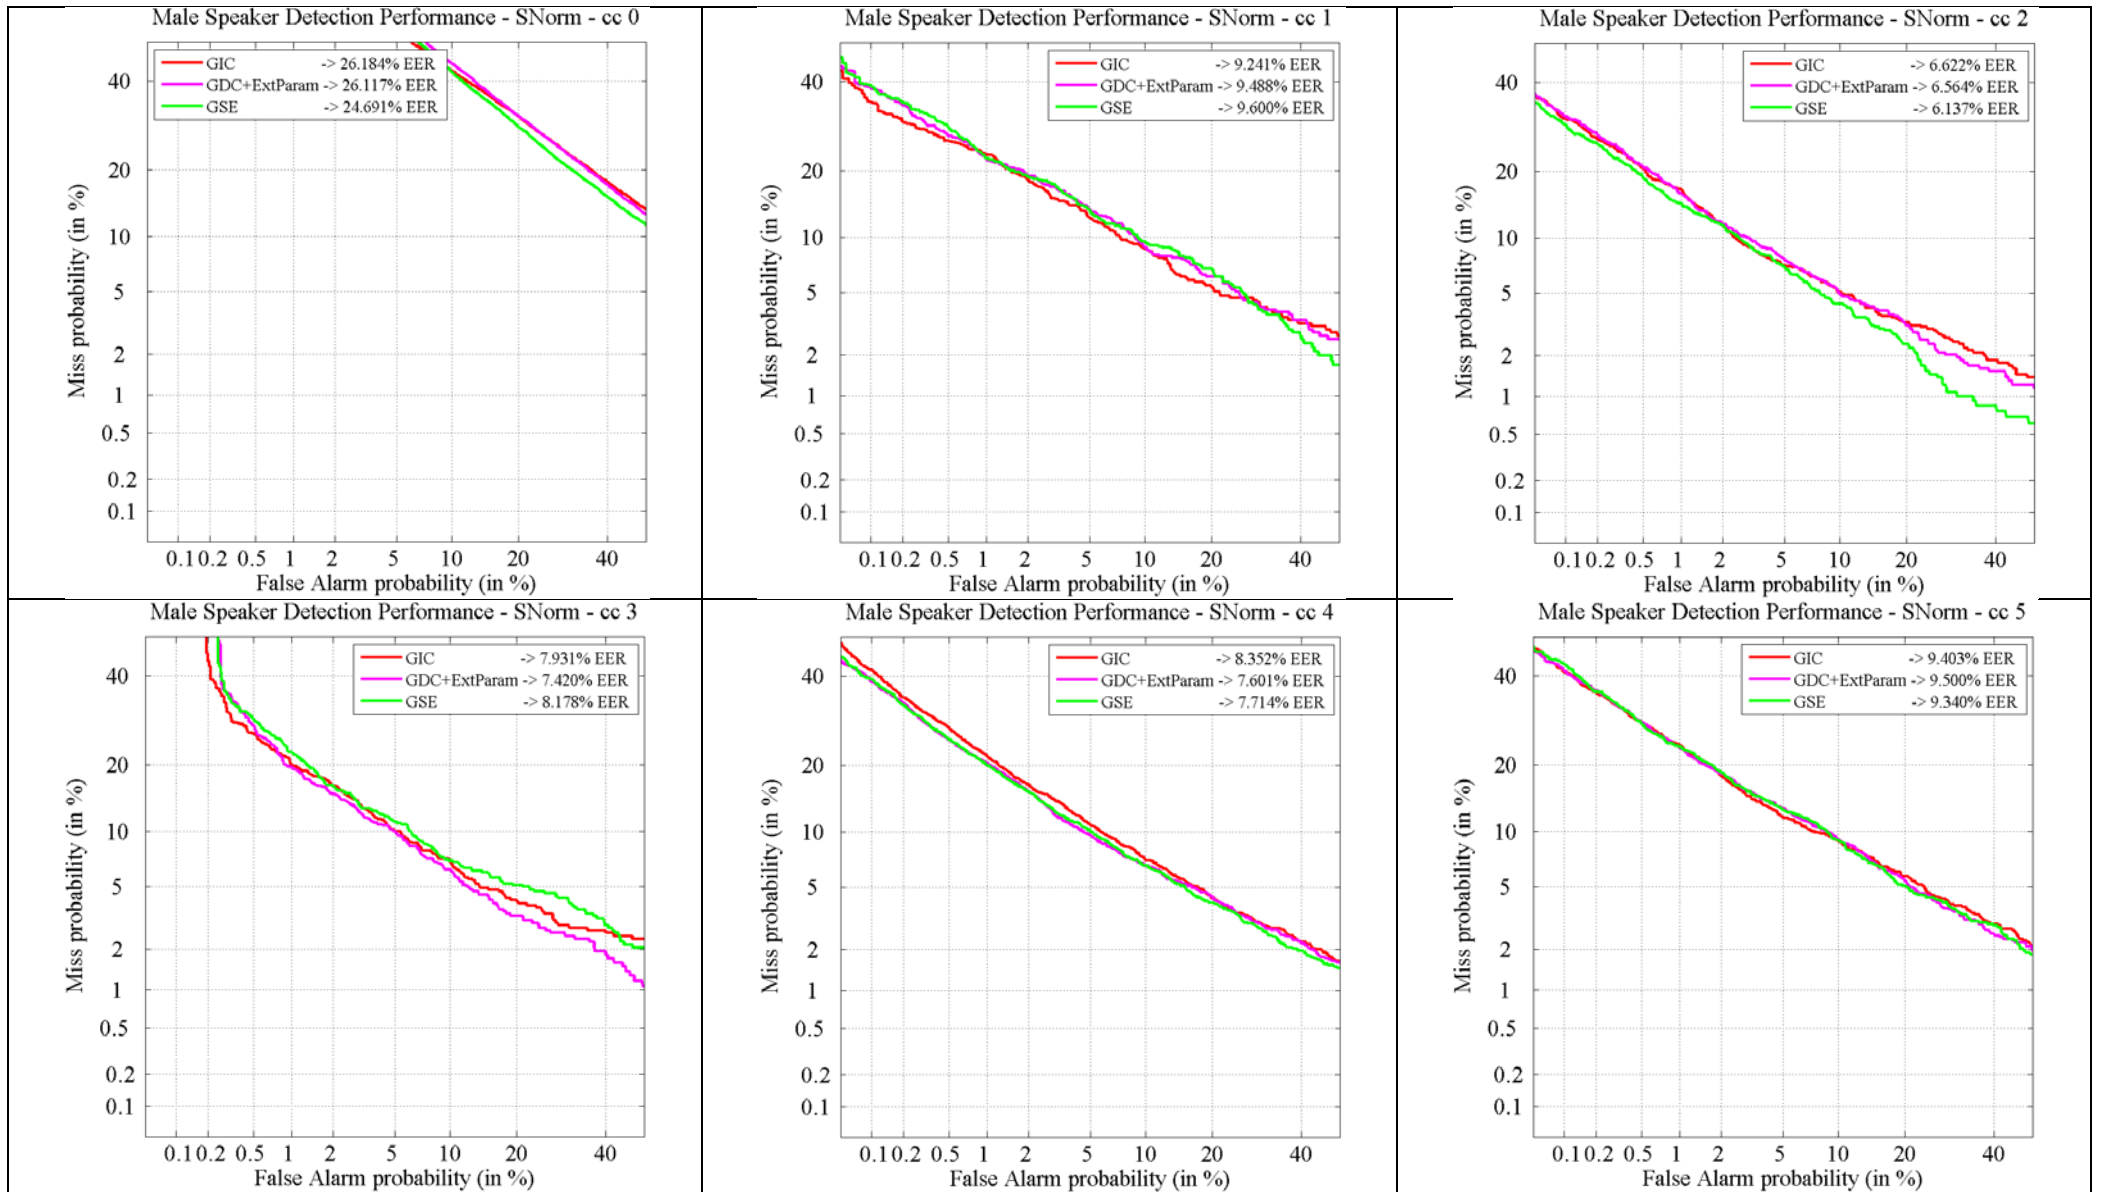 Male Speaker Detection Performance - SNorm - cc 0
GIC -> 26.184% EER
GDC+ExtParam -> 26.117% EER
GSE -> 24.691% EER
Miss probability (in %)
40
20
10
5
2
1
0.5
0.2
0.1
0.1 0.2 0.5 1 2 5 10 20 40
False Alarm probability (in %)
Male Speaker Detection Performance - SNorm - cc 1
GIC -> 9.241% EER
GDC+ExtParam -> 9.488% EER
GSE -> 9.600% EER
Miss probability (in %)
40
20
10
5
2
1
0.5
0.2
0.1
0.1 0.2 0.5 1 2 5 10 20 40
False Alarm probability (in %)
Male Speaker Detection Performance - SNorm - cc 2
GIC -> 6.622% EER
GDC+ExtParam -> 6.564% EER
GSE -> 6.137% EER
Miss probability (in %)
40
20
10
5
2
1
0.5
0.2
0.1
0.1 0.2 0.5 1 2 5 10 20 40
False Alarm probability (in %)
Male Speaker Detection Performance - SNorm - cc 3
GIC -> 7.931% EER
GDC+ExtParam -> 7.420% EER
GSE -> 8.178% EER
Miss probability (in %)
40
20
10
5
2
1
0.5
0.2
0.1
0.1 0.2 0.5 1 2 5 10 20 40
False Alarm probability (in %)
Male Speaker Detection Performance - SNorm - cc 4
GIC -> 8.352% EER
GDC+ExtParam -> 7.601% EER
GSE -> 7.714% EER
Miss probability (in %)
40
20
10
5
2
1
0.5
0.2
0.1
0.1 0.2 0.5 1 2 5 10 20 40
False Alarm probability (in %)
Male Speaker Detection Performance - SNorm - cc 5
GIC -> 9.403% EER
GDC+ExtParam -> 9.500% EER
GSE -> 9.340% EER
Miss probability (in %)
40
20
10
5
2
1
0.5
0.2
0.1
0.1 0.2 0.5 1 2 5 10 20 40
False Alarm probability (in %)